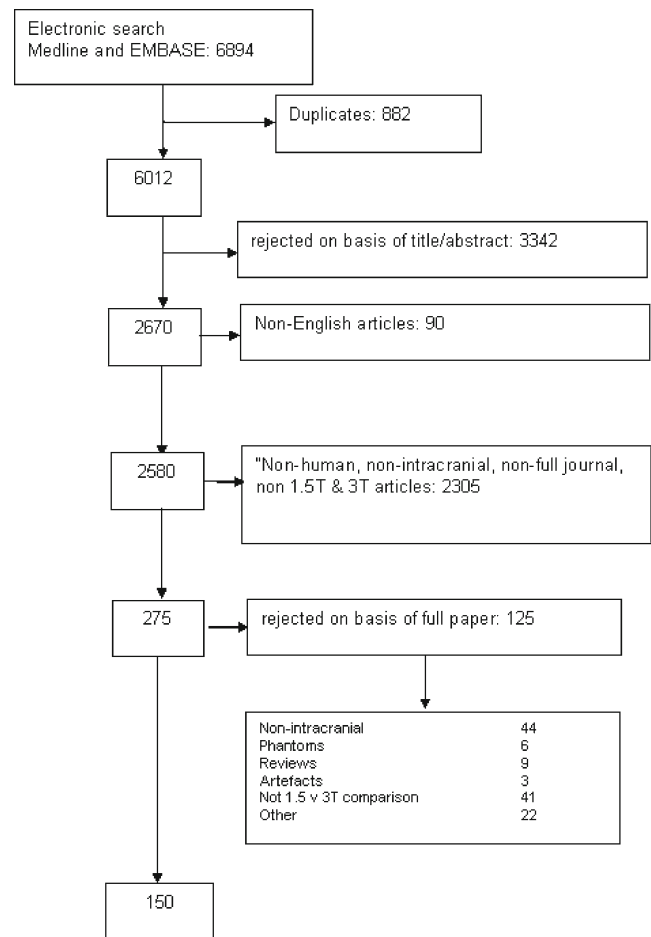 Electronic search
Medline and EMBASE: 6894
Duplicates: 882
6012
rejected on basis of title/abstract: 3342
2670
Non-English articles: 90
2580
"Non-human, non-intracranial, non-full journal,
non 1.5T & 3T articles: 2305
275
rejected on basis of full paper: 125
Non-intracranial 44
Phantoms 6
Reviews 9
Artefacts 3
Not 1.5 v 3T comparison 41
Other 22
150